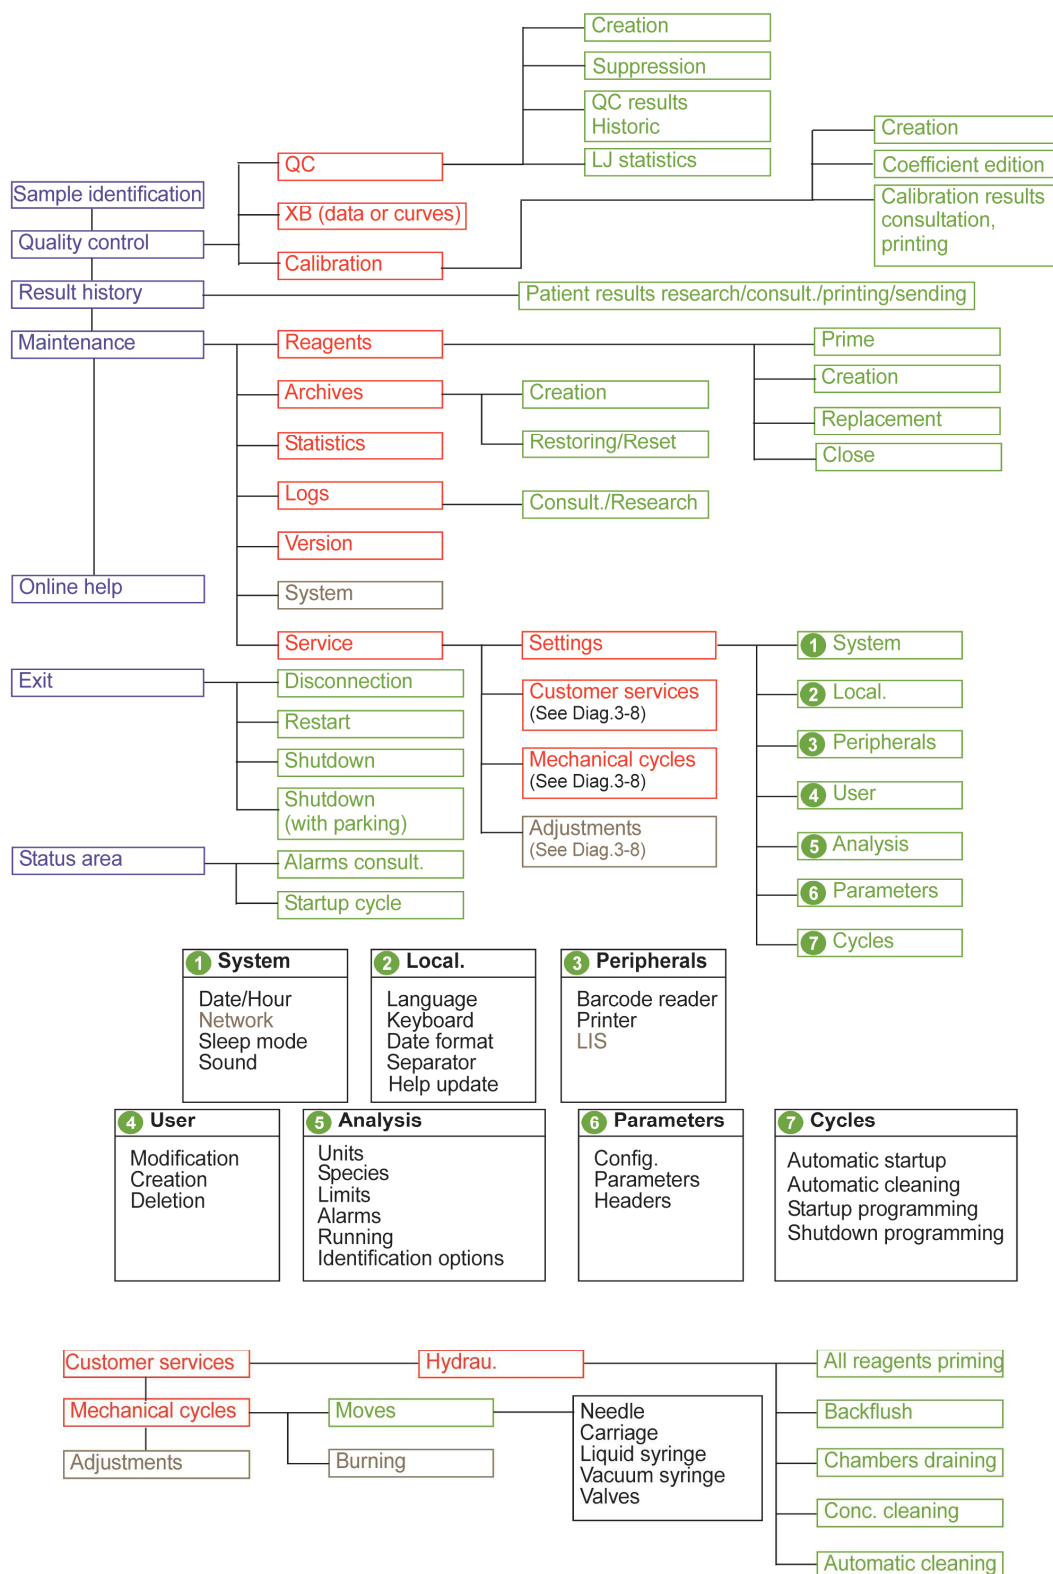 Creation
Suppression
QC results
Historic
LJ statistics
QC
XB (data or curves)
Calibration
Creation
Coefficient edition
Calibration results
consultation,
printing
Sample identification
Quality control
Result history
Patient results research/consult./printing/sending
Maintenance
Reagents
Prime
Creation
Replacement
Close
Archives
Creation
Restoring/Reset
Statistics
Logs
Consult./Research
Version
System
Online help
Service
Settings
1 System
Customer services
(See Diag.3-8)
2 Local.
Mechanical cycles
(See Diag.3-8)
3 Peripherals
Adjustments
(See Diag.3-8)
4 User
5 Analysis
6 Parameters
7 Cycles
Exit
Disconnection
Restart
Shutdown
Shutdown
(with parking)
Status area
Alarms consult.
Startup cycle
1 System
Date/Hour
Network
Sleep mode
Sound
2 Local.
Language
Keyboard
Date format
Separator
Help update
3 Peripherals
Barcode reader
Printer
LIS
4 User
Modification
Creation
Deletion
5 Analysis
Units
Species
Limits
Alarms
Running
Identification options
6 Parameters
Config.
Parameters
Headers
7 Cycles
Automatic startup
Automatic cleaning
Startup programming
Shutdown programming
Customer services
Hydrau.
All reagents priming
Mechanical cycles
Moves
Needle
Carriage
Liquid syringe
Vacuum syringe
Valves
Backflush
Adjustments
Burning
Chambers draining
Conc. cleaning
Automatic cleaning